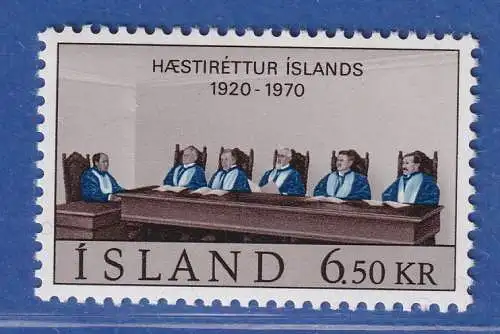 HÆSTIRÉTTUR ÍSLANDS
1920 - 1970
ÍSLAND 6.50 KR